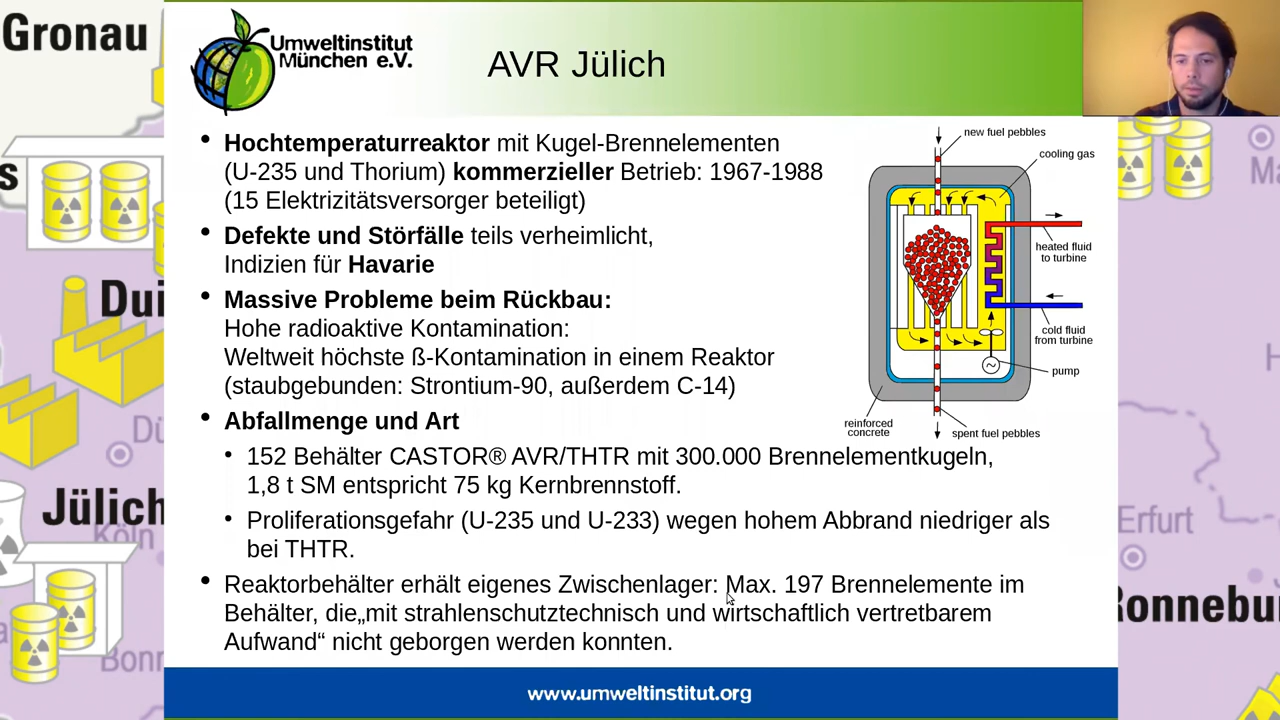 Gronau
Umweltinstitut
München e.V.
AVR Jülich
• Hochtemperaturreaktor mit Kugel-Brennelementen
(U-235 und Thorium) kommerzieller Betrieb: 1967-1988
(15 Elektrizitätsversorger beteiligt)
• Defekte und Störfälle teils verheimlicht,
Indizien für Havarie
• Massive Probleme beim Rückbau:
Hohe radioaktive Kontamination:
Weltweit höchste ß-Kontamination in einem Reaktor
(staubgebunden: Strontium-90, außerdem C-14)
• Abfallmenge und Art
• 152 Behälter CASTOR® AVR/THTR mit 300.000 Brennelementkugeln,
1,8 t SM entspricht 75 kg Kernbrennstoff.
• Proliferationsgefahr (U-235 und U-233) wegen hohem Abbrand niedriger als
bei THTR.
• Reaktorbehälter erhält eigenes Zwischenlager: Max. 197 Brennelemente im
Behälter, die„mit strahlenschutztechnisch und wirtschaftlich vertretbarem
Aufwand“ nicht geborgen werden konnten.
new fuel pebbles
cooling gas
heated fluid
to turbine
cold fluid
from turbine
pump
reinforced
concrete
spent fuel pebbles
www.umweltinstitut.org
s
Dui
Dü
Jülich
Köln
Bonn
Ma
H
Erfurt
Ronnebu